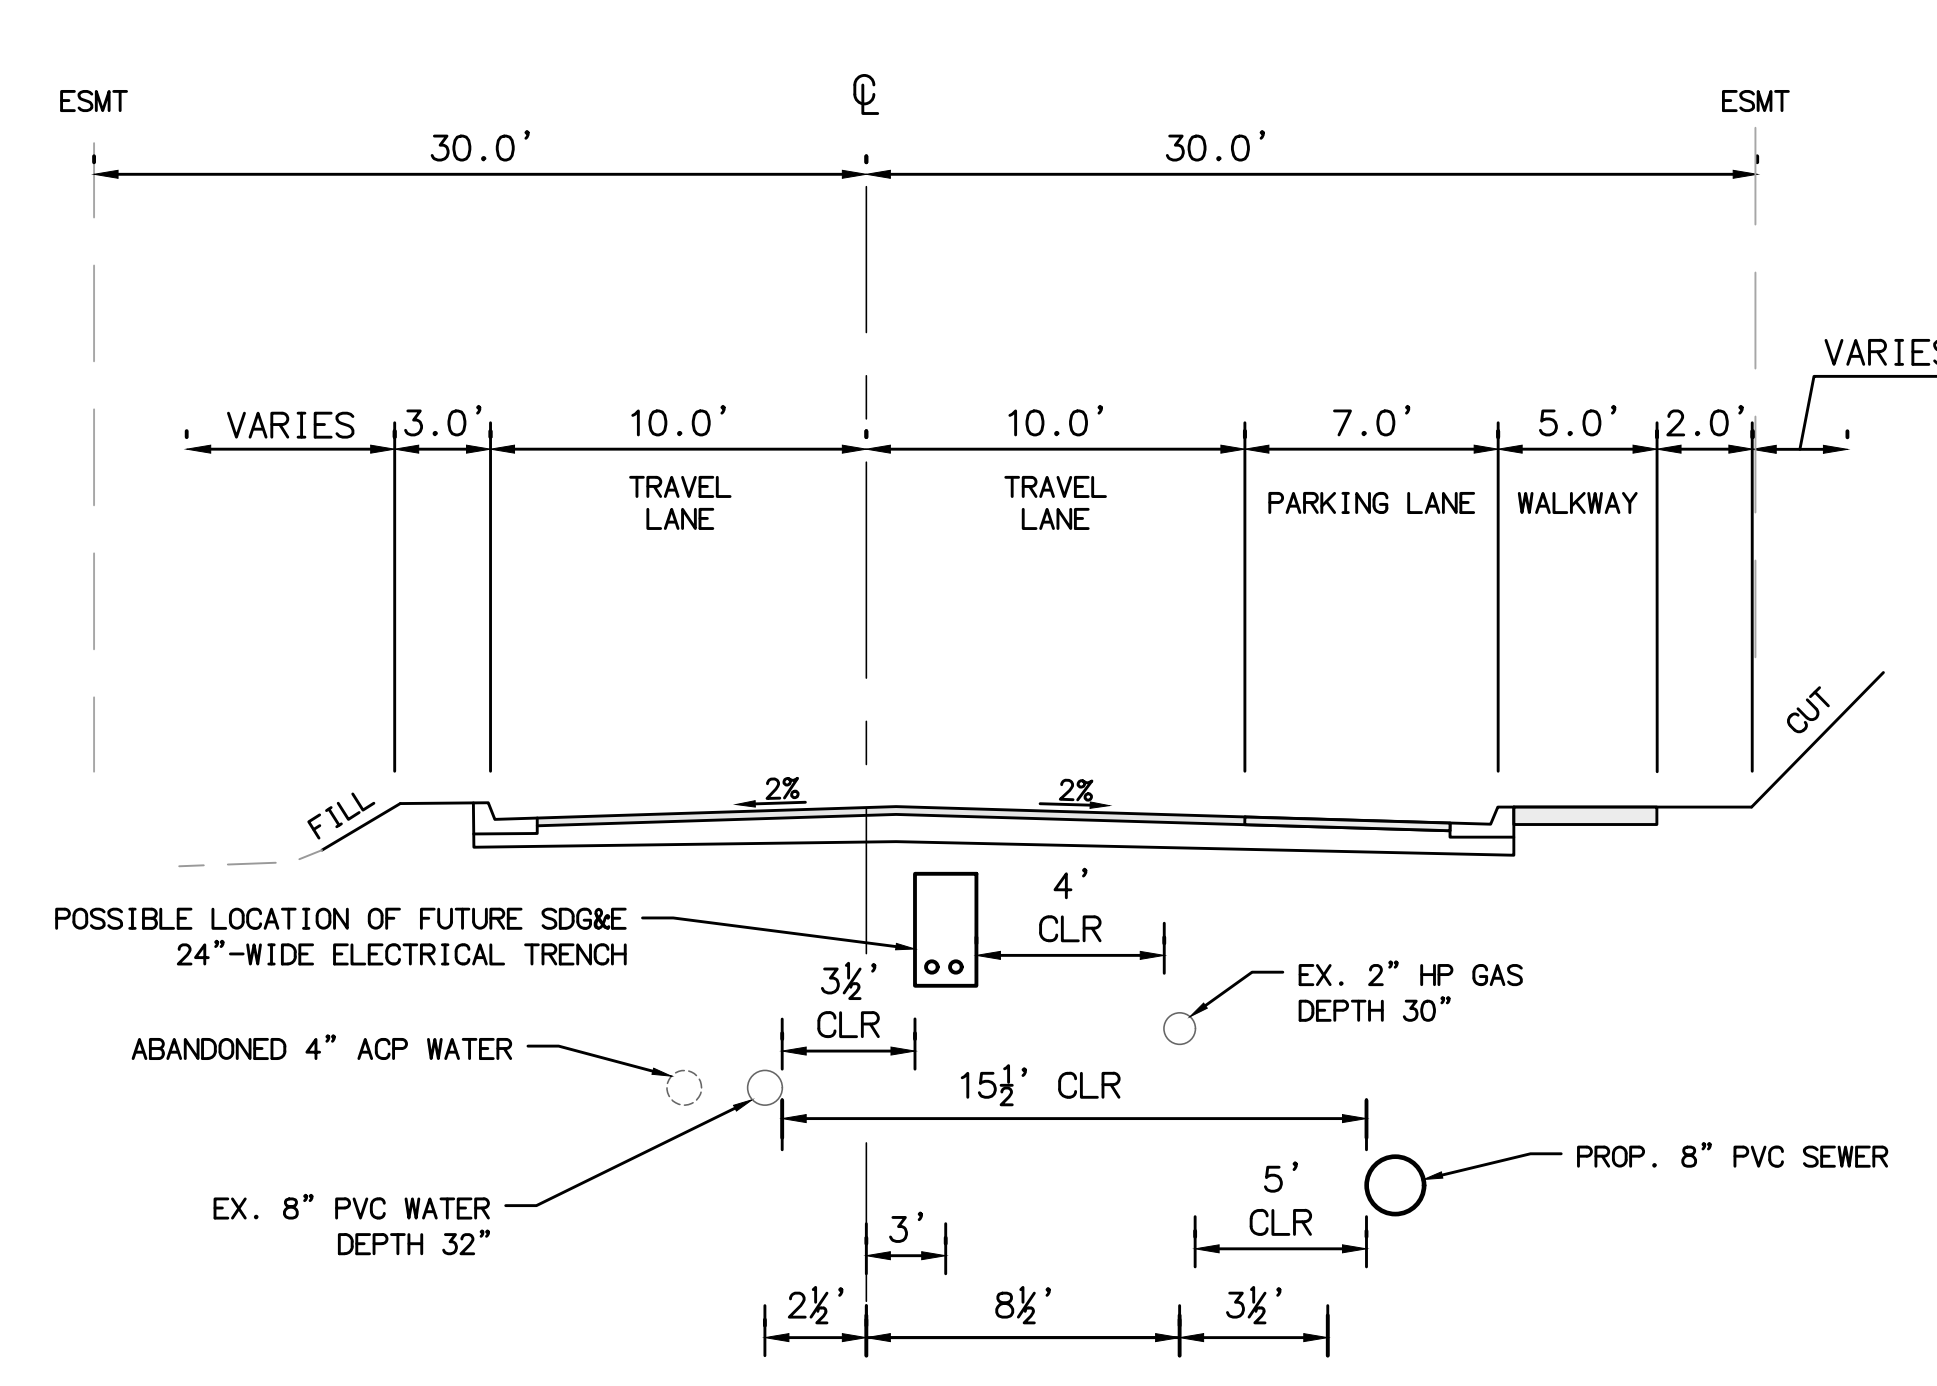 ESMT
℄
ESMT
30.0'
30.0'
VARIES
VARIES
3.0'
10.0'
10.0'
7.0'
5.0'
2.0'
TRAVEL
LANE
TRAVEL
LANE
PARKING LANE
WALKWAY
CUT
FILL
2%
2%
POSSIBLE LOCATION OF FUTURE SDG&E
24"-WIDE ELECTRICAL TRENCH
4'
CLR
3½'
CLR
EX. 2" HP GAS
DEPTH 30"
ABANDONED 4" ACP WATER
15½' CLR
PROP. 8" PVC SEWER
5'
CLR
EX. 8" PVC WATER
DEPTH 32"
3'
2½'
8½'
3½'